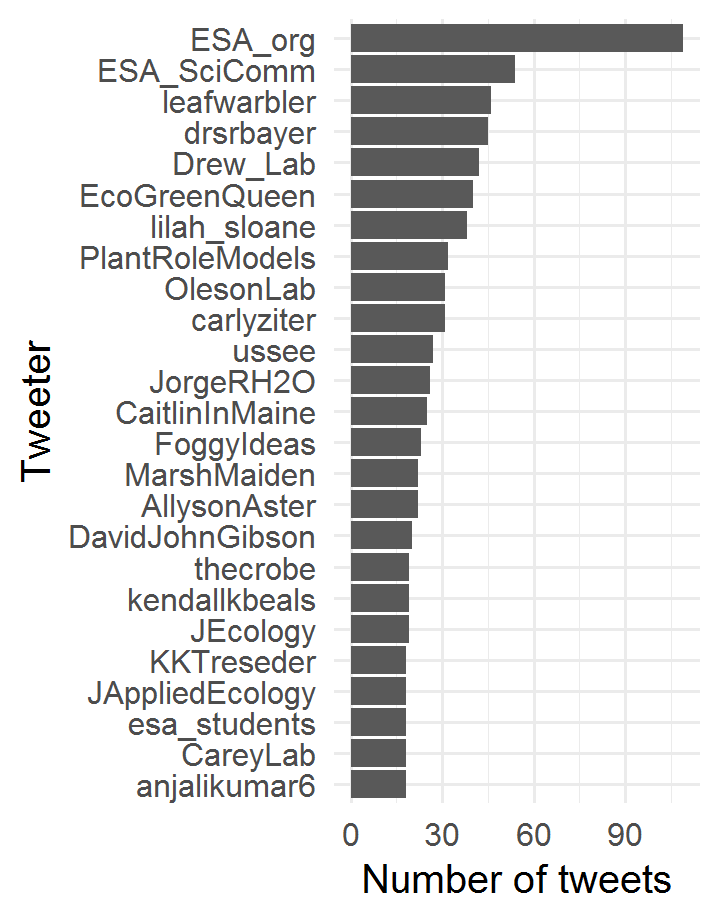 ESA_org
ESA_SciComm
leafwarbler
drsrbayer
Drew_Lab
EcoGreenQueen
lilah_sloane
PlantRoleModels
OlesonLab
carlyziter
ussee
JorgeRH2O
CaitlinInMaine
FoggyIdeas
MarshMaiden
AllysonAster
DavidJohnGibson
thecrobe
kendallkbeals
JEcology
KKTreseder
JAppliedEcology
esa_students
CareyLab
anjalikumar6
Tweeter
0 30 60 90
Number of tweets